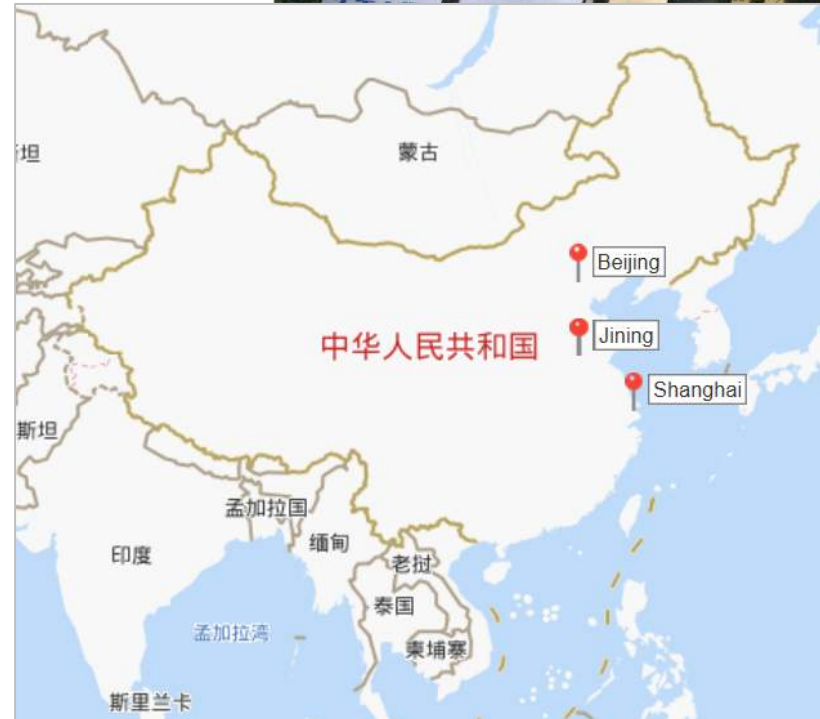 坦
蒙古
Beijing
中华人民共和国
Jining
Shanghai
斯坦
孟加拉国
缅甸
印度
老挝
泰国
孟加拉湾
柬埔寨
斯里兰卡